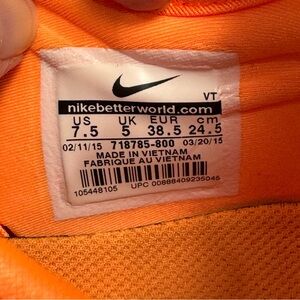 VT
nikebetterworld.com
US UK EUR cm
7.5 5 38.5 24.5
02/11/15 718785-800 03/20/15
MADE IN VIETNAM
FABRIQUE AU VIETNAM
105448105
UPC 00888409235045